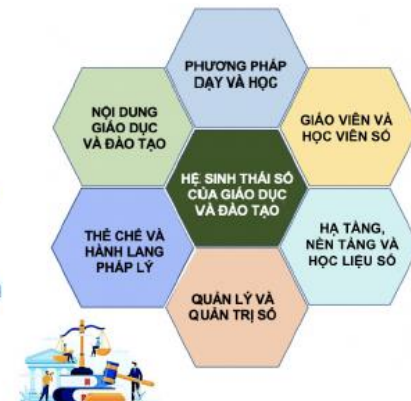 PHƯƠNG PHÁP
DẠY VÀ HỌC
NỘI DUNG
GIÁO DỤC
VÀ ĐÀO TẠO
GIÁO VIÊN VÀ
HỌC VIÊN SỐ
HỆ SINH THÁI SỐ
CỦA GIÁO DỤC
VÀ ĐÀO TẠO
THỂ CHẾ VÀ
HÀNH LANG
PHÁP LÝ
HẠ TẦNG,
NỀN TẢNG VÀ
HỌC LIỆU SỐ
QUẢN LÝ VÀ
QUẢN TRỊ SỐ